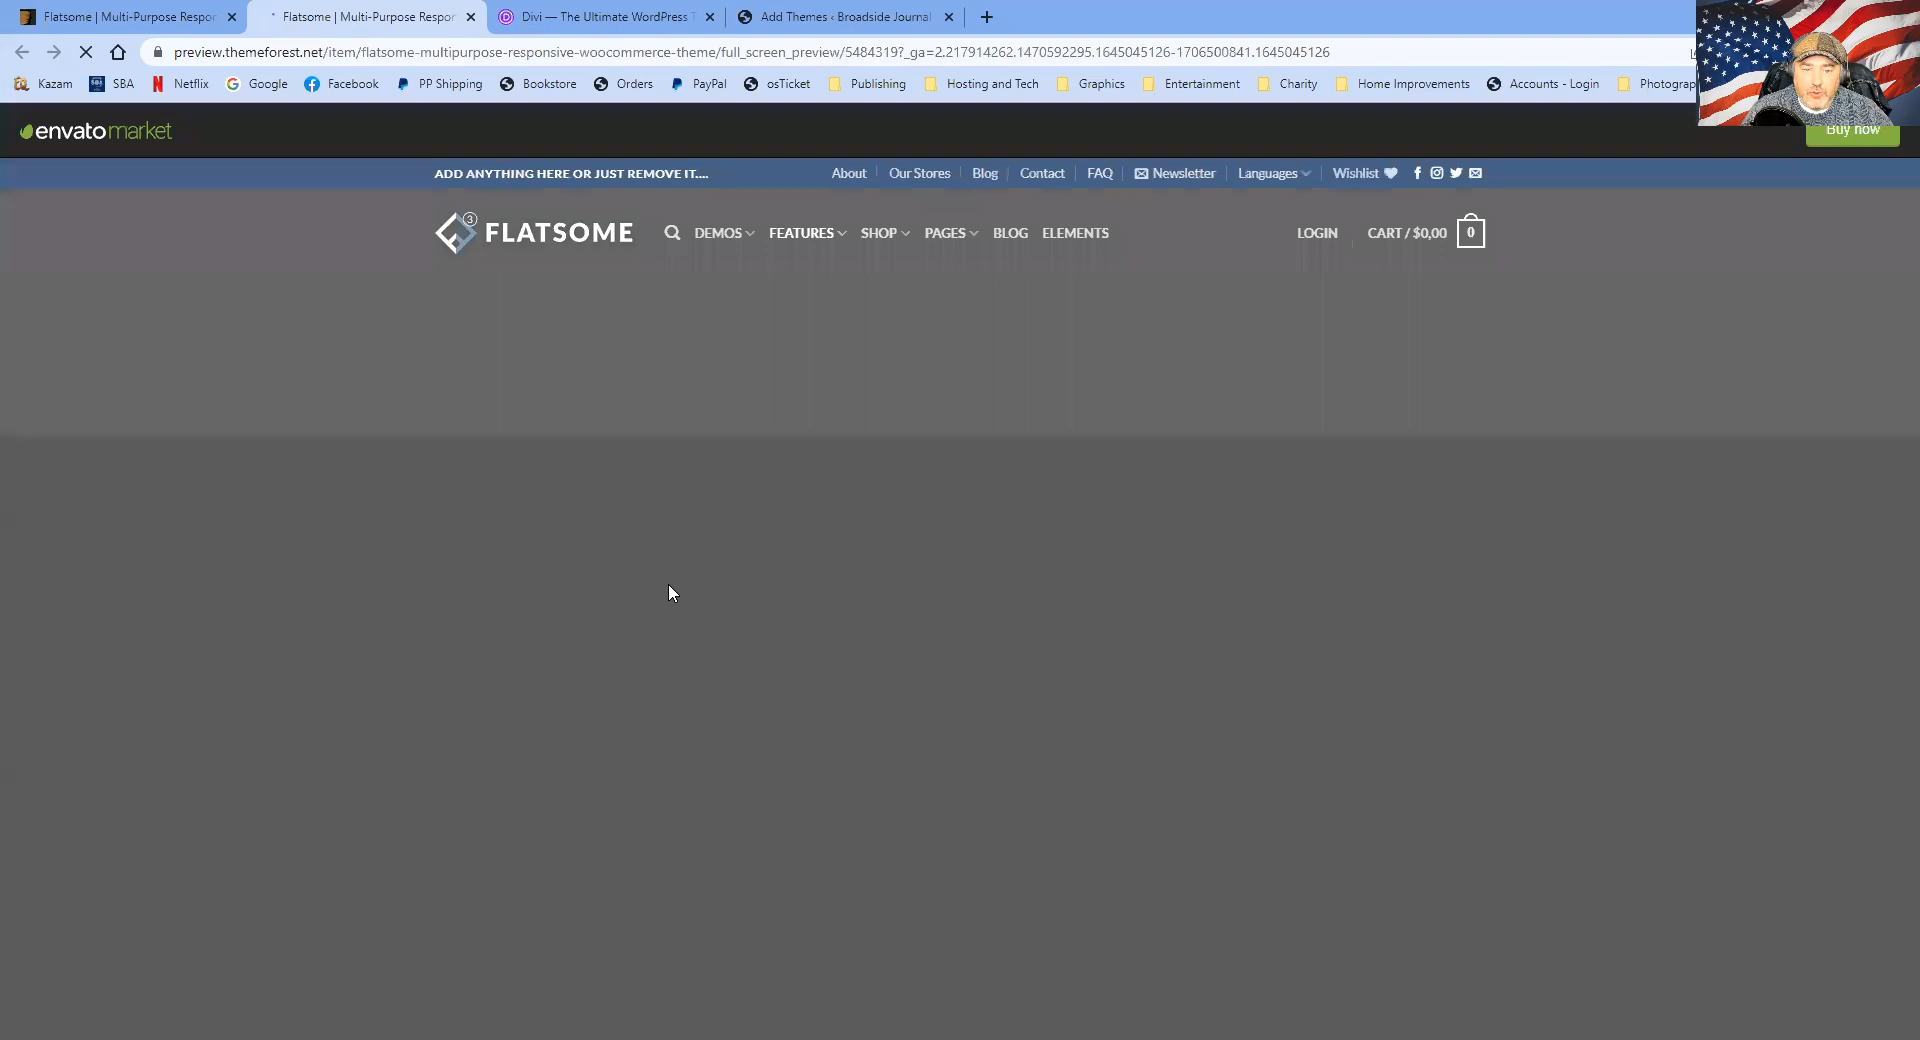 Flatsome | Multi-Purpose Respor
Flatsome | Multi-Purpose Respor
Divi — The Ultimate WordPress T
Add Themes ‹ Broadside Journal
preview.themeforest.net/item/flatsome-multipurpose-responsive-woocommerce-theme/full_screen_preview/5484319?_ga=2.217914262.1470592295.1645045126-1706500841.1645045126
Kazam SBA Netflix Google Facebook PP Shipping Bookstore Orders PayPal osTicket Publishing Hosting and Tech Graphics Entertainment Charity Home Improvements Accounts - Login Photograp
envatomarket
Buy now
ADD ANYTHING HERE OR JUST REMOVE IT....
About Our Stores Blog Contact FAQ Newsletter Languages Wishlist
3
FLATSOME
DEMOS FEATURES SHOP PAGES BLOG ELEMENTS
LOGIN CART / $0,00 0